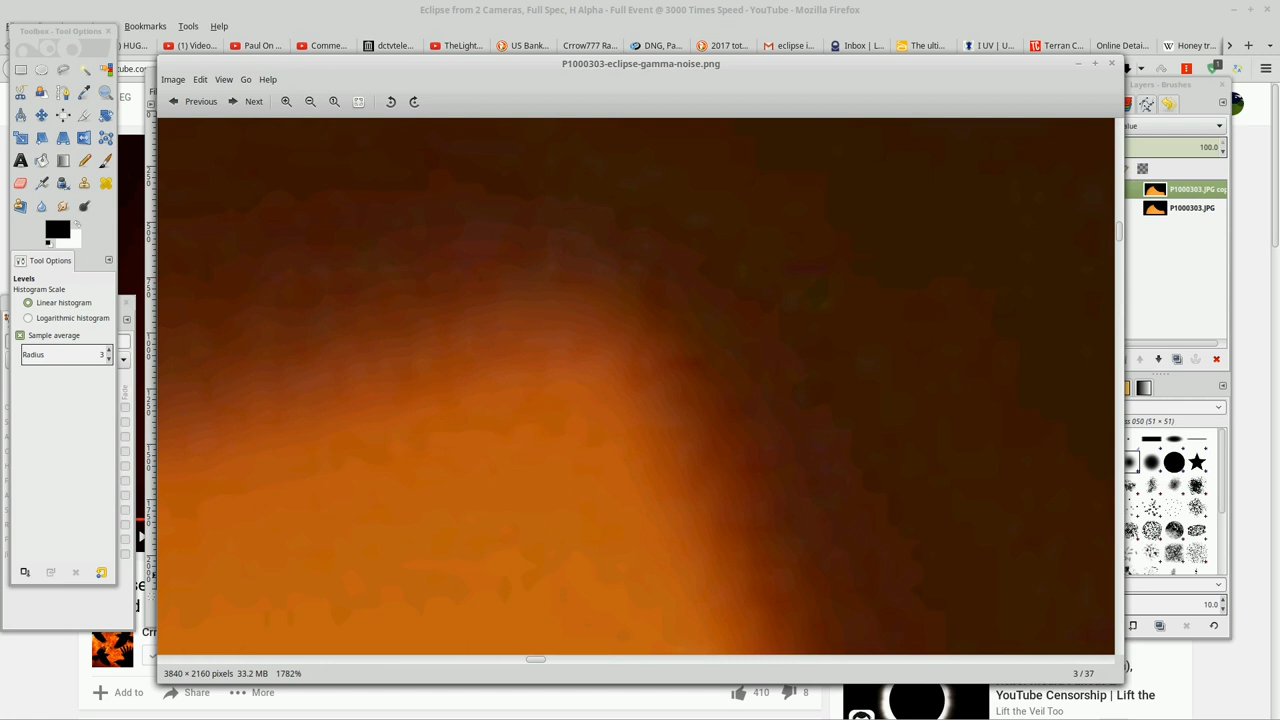 Eclipse from 2 Cameras, Full Spec, H Alpha - Full Event @ 3000 Times Speed - YouTube - Mozilla Firefox
Bookmarks Tools Help
Toolbox - Tool Options
HUG...
(1) Video...
Paul On ...
Comme...
dctvtele...
TheLight...
US Bank...
Crrow777 Ra...
DNG, Pa...
2017 tot...
eclipse i...
Inbox | L...
The ulti...
I UV | U...
Terran C...
Online Detai...
Honey tr...
P1000303-eclipse-gamma-noise.png
Image Edit View Go Help
Previous Next
Layers - Brushes
100.0
P1000303.JPG cop
P1000303.JPG
Tool Options
Levels
Histogram Scale
Linear histogram
Logarithmic histogram
Sample average
Radius 3
Fade
(51 × 51)
10.0
3840 × 2160 pixels 33.2 MB 1782%
3 / 37
Add to Share More
410 8
YouTube Censorship | Lift the
Lift the Veil Too